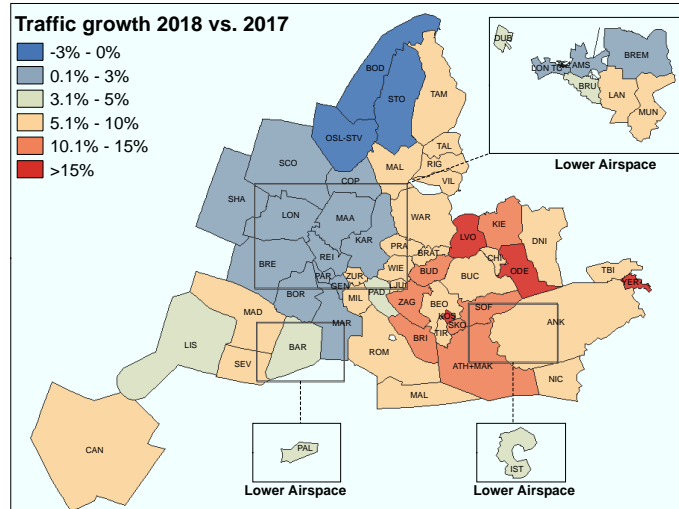 Traffic growth 2018 vs. 2017
-3% - 0%
0.1% - 3%
3.1% - 5%
5.1% - 10%
10.1% - 15%
>15%
DUB
LON TC
AMS
BREM
BRU
LAN
MUN
Lower Airspace
BOD
STO
TAM
OSL-STV
TAL
SCO
MAL
RIG
COP
VIL
SHA
LON
MAA
WAR
KAR
LVO
KIE
DNI
PRA
BRAT
BRE
REI
WIE
BUD
BUC
CHI
ODE
TBI
YER
PAR
ZUR
GEN
LJU
BOR
MIL
PAD
ZAG
BEO
SOF
MAD
KOS
SKO
ANK
MAR
TIR
LIS
BAR
BRI
SEV
ROM
ATH+MAK
NIC
MAL
CAN
PAL
IST
Lower Airspace
Lower Airspace